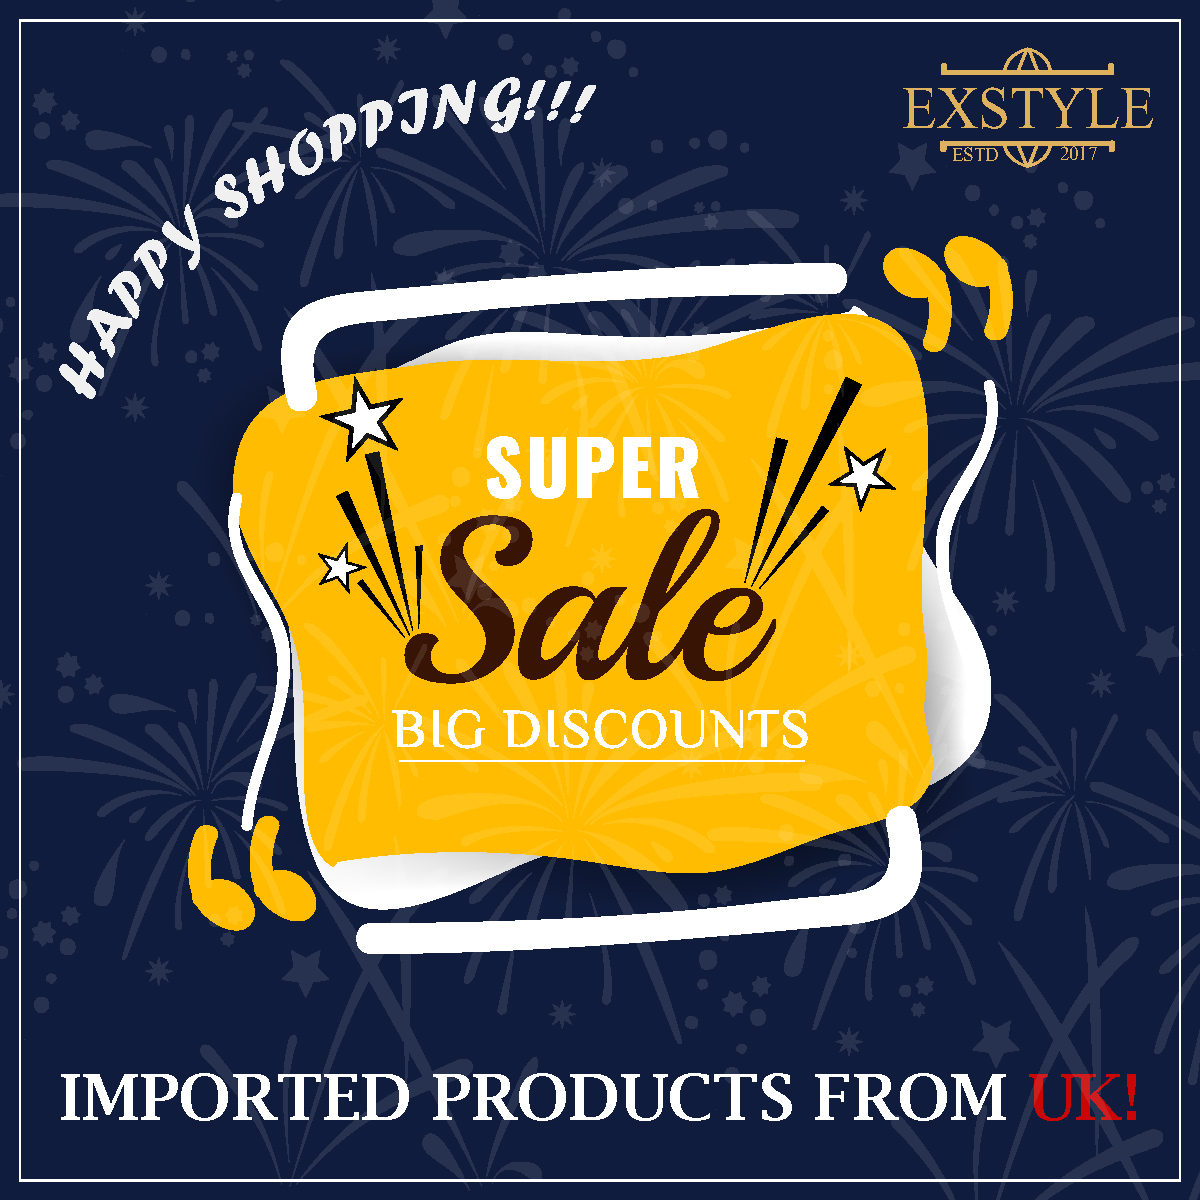 HAPPY SHOPPING!!!
EXSTYLE
ESTD 2017
SUPER
Sale
BIG DISCOUNTS
IMPORTED PRODUCTS FROM UK!